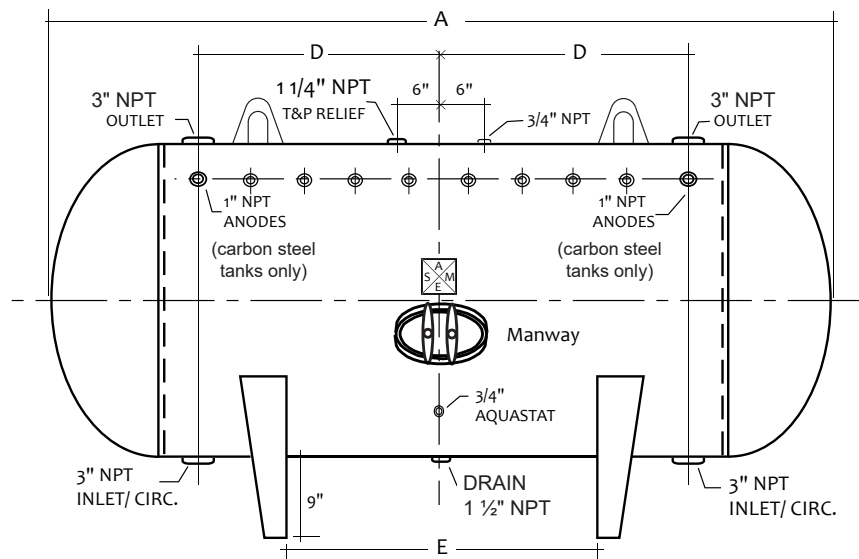 A
D
D
6"
6"
1 1/4" NPT
T&P RELIEF
3" NPT
OUTLET
3/4" NPT
3" NPT
OUTLET
1" NPT
ANODES
(carbon steel
tanks only)
1" NPT
ANODES
(carbon steel
tanks only)
A
S M
E
Manway
3/4"
AQUASTAT
3" NPT
INLET/ CIRC.
9"
DRAIN
1 ½" NPT
3" NPT
INLET/ CIRC.
E